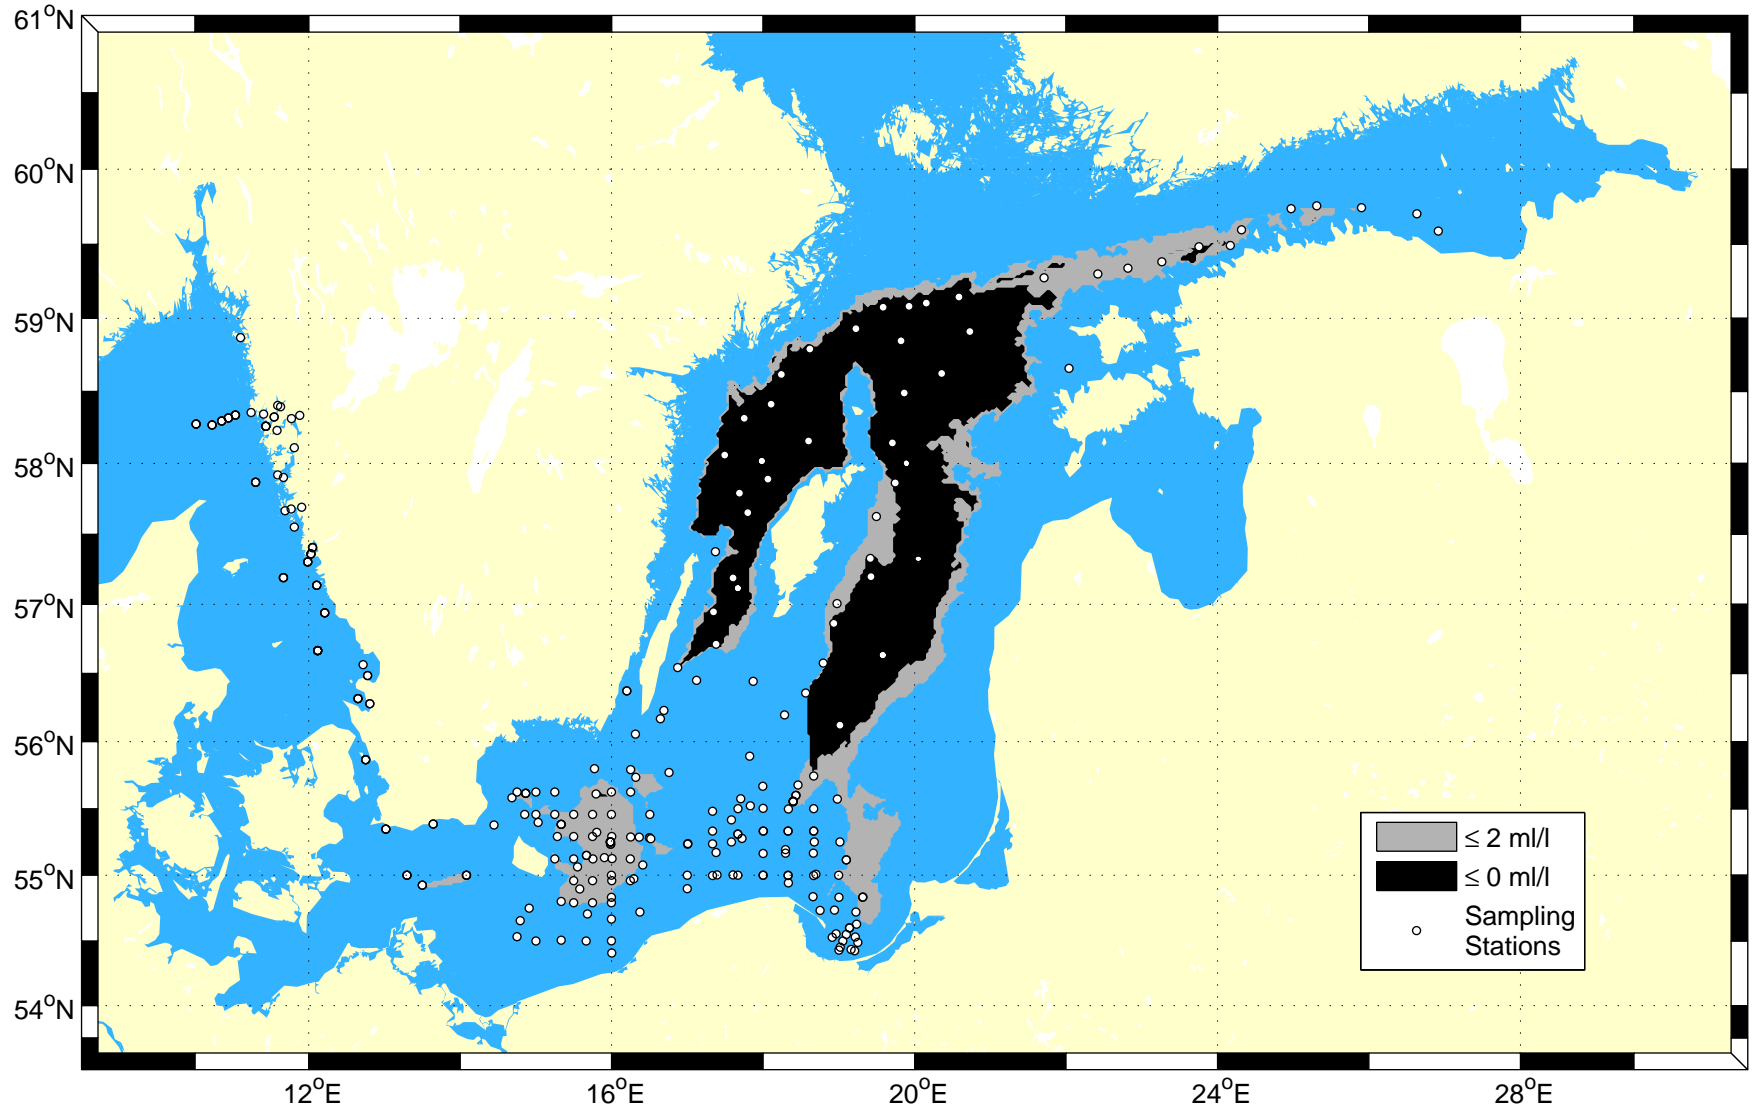 61°N
60°N
59°N
58°N
57°N
56°N
55°N
54°N
≤ 2 ml/l
≤ 0 ml/l
Sampling
Stations
12°E
16°E
20°E
24°E
28°E